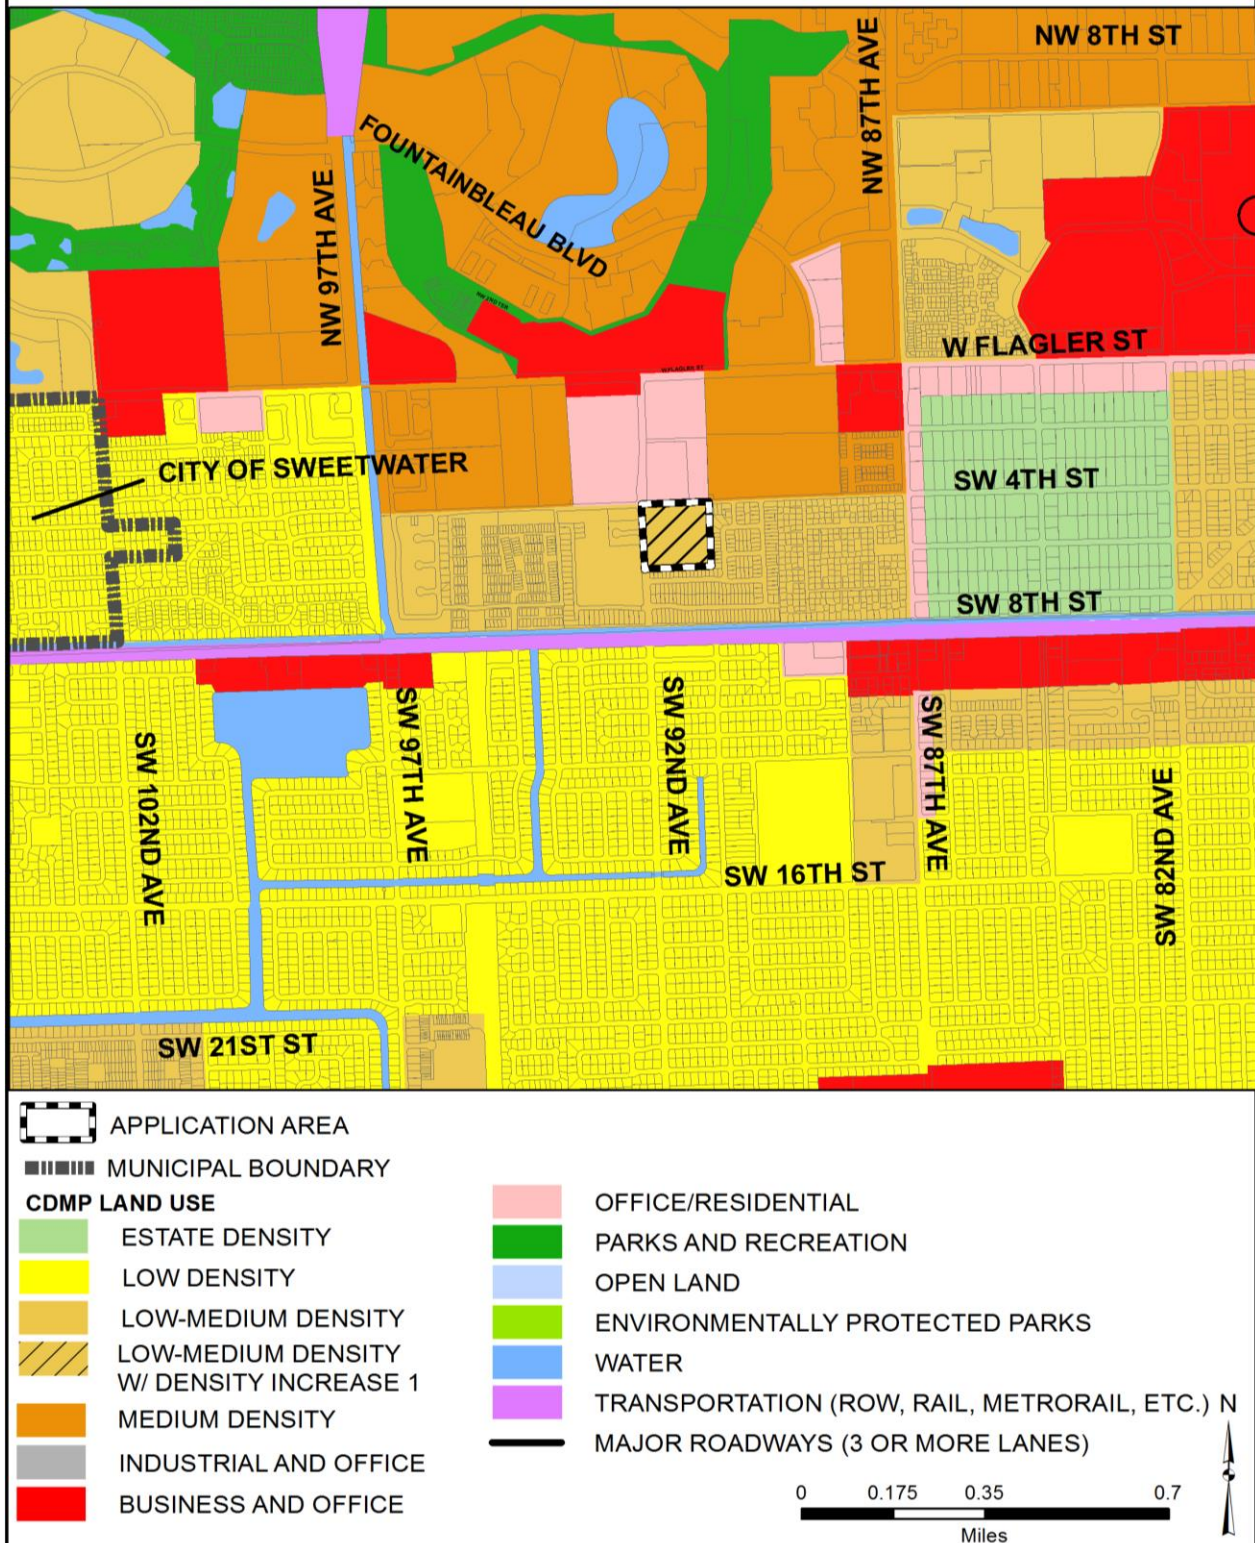 NW 8TH ST
NW 87TH AVE
FOUNTAINBLEAU BLVD
NW 97TH AVE
W FLAGLER ST
W FLAGLER ST
CITY OF SWEETWATER
SW 4TH ST
SW 8TH ST
SW 102ND AVE
SW 97TH AVE
SW 92ND AVE
SW 87TH AVE
SW 82ND AVE
SW 16TH ST
SW 21ST ST
APPLICATION AREA
MUNICIPAL BOUNDARY
CDMP LAND USE
ESTATE DENSITY
LOW DENSITY
LOW-MEDIUM DENSITY
LOW-MEDIUM DENSITY
W/ DENSITY INCREASE 1
MEDIUM DENSITY
INDUSTRIAL AND OFFICE
BUSINESS AND OFFICE
OFFICE/RESIDENTIAL
PARKS AND RECREATION
OPEN LAND
ENVIRONMENTALLY PROTECTED PARKS
WATER
TRANSPORTATION (ROW, RAIL, METRORAIL, ETC.)
MAJOR ROADWAYS (3 OR MORE LANES)
N
0 0.175 0.35 0.7
Miles